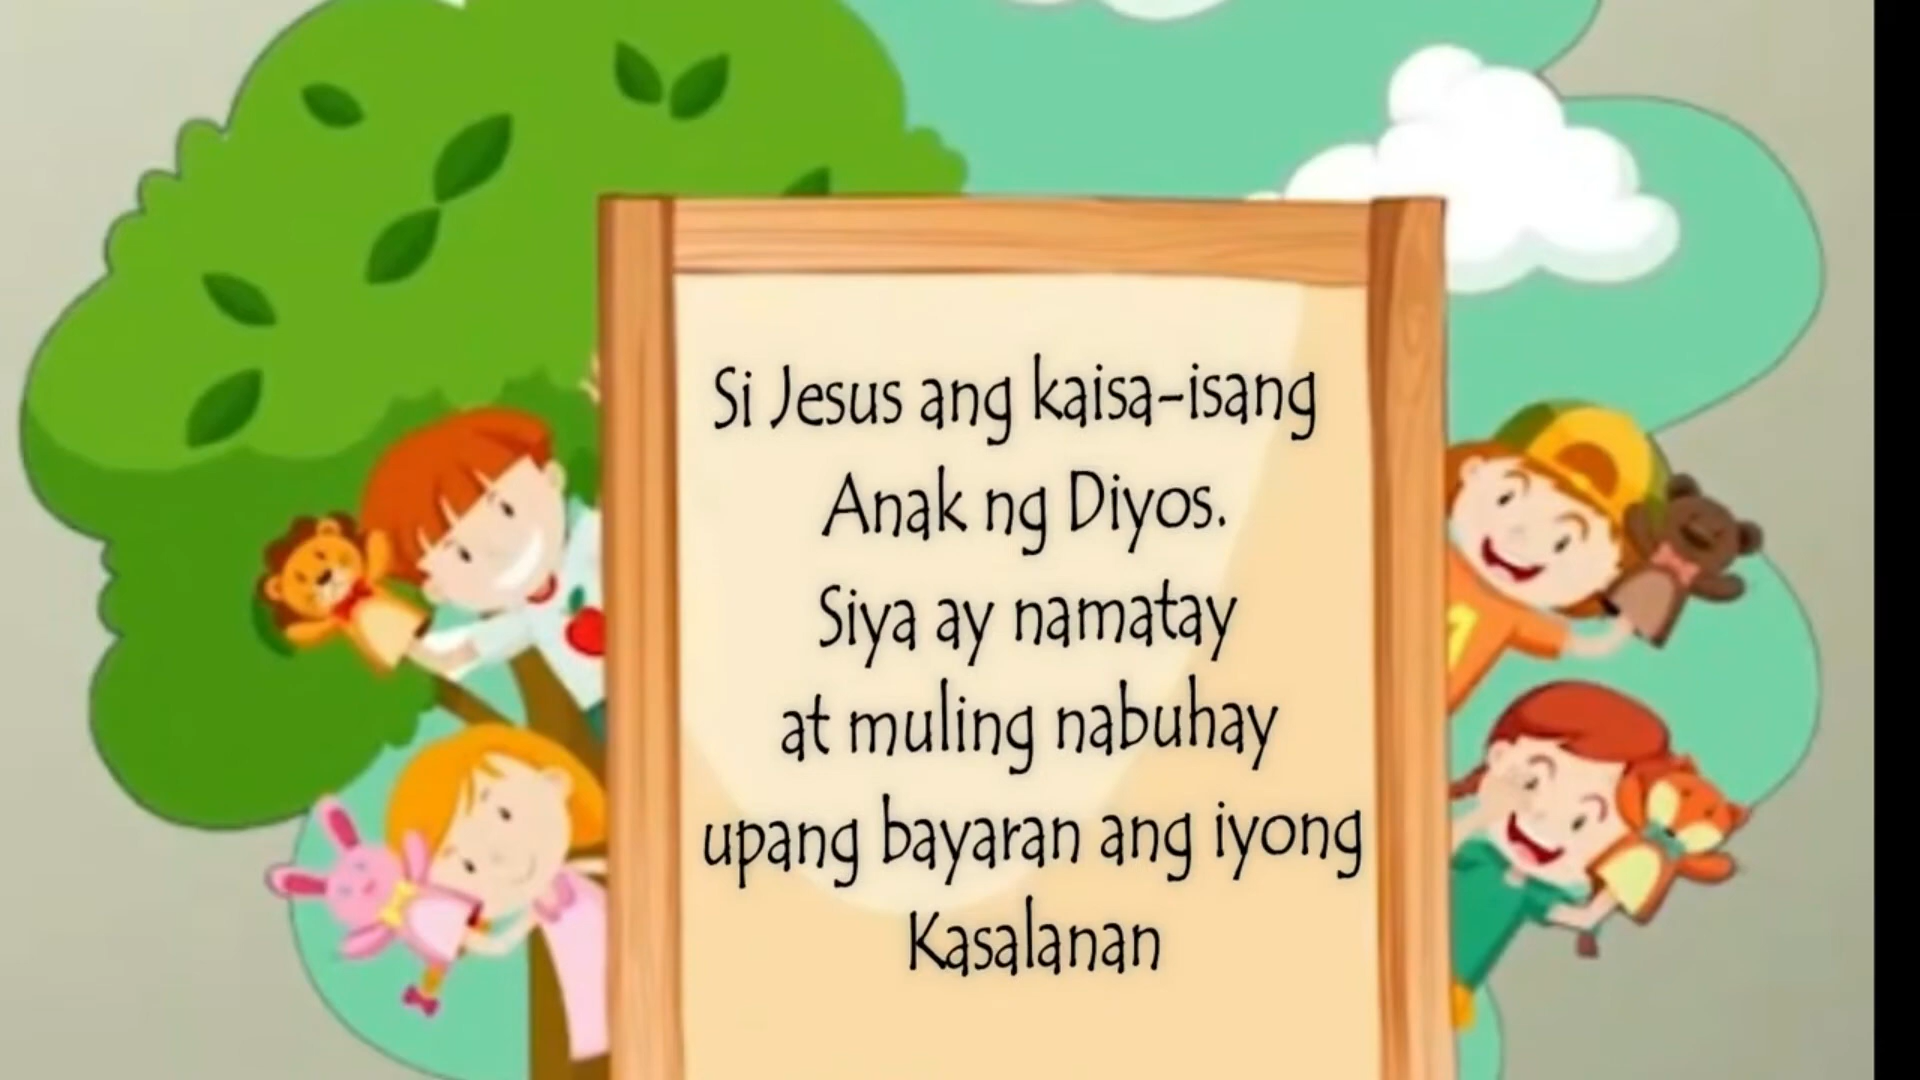 Si Jesus ang kaisa-isang
Anak ng Diyos.
Siya ay namatay
at muling nabuhay
upang bayaran ang iyong
Kasalanan